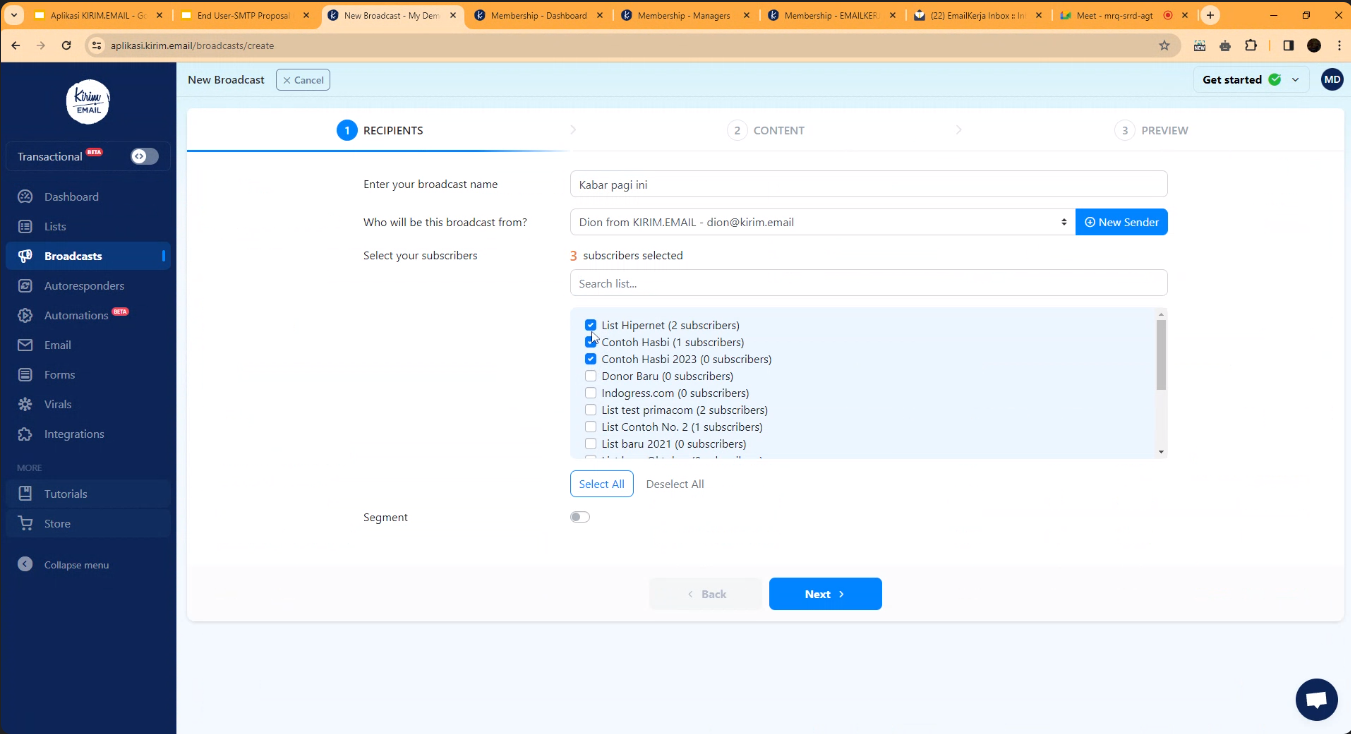 Aplikasi KIRIM.EMAIL - Go
End User-SMTP Proposal
New Broadcast - My Dem
Membership - Dashboard
Membership - Managers
Membership - EMAILKER
(22) EmailKerja Inbox :: In
Meet - mrq-srrd-agt
aplikasi.kirim.email/broadcasts/create
Kirim
EMAIL
New Broadcast
Cancel
Get started
MD
Transactional BETA
Dashboard
Lists
Broadcasts
Autoresponders
Automations BETA
Email
Forms
Virals
Integrations
MORE
Tutorials
Store
Collapse menu
1 RECIPIENTS
2 CONTENT
3 PREVIEW
Enter your broadcast name
Kabar pagi ini
Who will be this broadcast from?
Dion from KIRIM.EMAIL - dion@kirim.email
New Sender
Select your subscribers
3 subscribers selected
Search list...
List Hipernet (2 subscribers)
Contoh Hasbi (1 subscribers)
Contoh Hasbi 2023 (0 subscribers)
Donor Baru (0 subscribers)
Indogress.com (0 subscribers)
List test primacom (2 subscribers)
List Contoh No. 2 (1 subscribers)
List baru 2021 (0 subscribers)
Select All
Deselect All
Segment
Back
Next